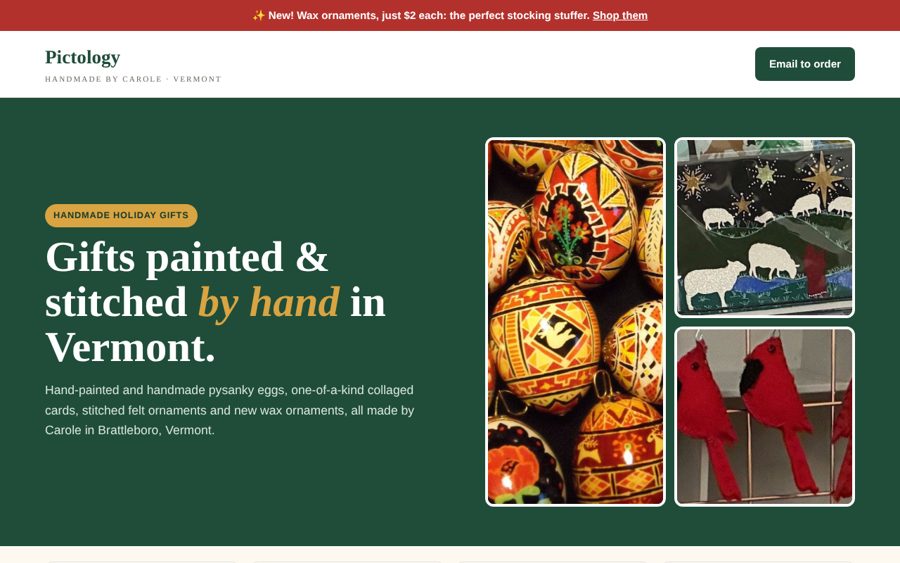 ✨ New! Wax ornaments, just $2 each: the perfect stocking stuffer. Shop them
Pictology
HANDMADE BY CAROLE · VERMONT
Email to order
HANDMADE HOLIDAY GIFTS
Gifts painted &
stitched by hand in
Vermont.
Hand-painted and handmade pysanky eggs, one-of-a-kind collaged
cards, stitched felt ornaments and new wax ornaments, all made by
Carole in Brattleboro, Vermont.